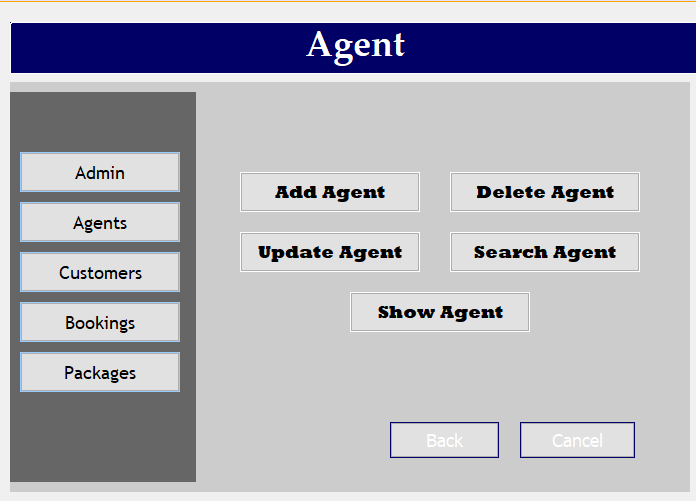 Agent
Admin
Agents
Customers
Bookings
Packages
Add Agent
Delete Agent
Update Agent
Search Agent
Show Agent
Back
Cancel